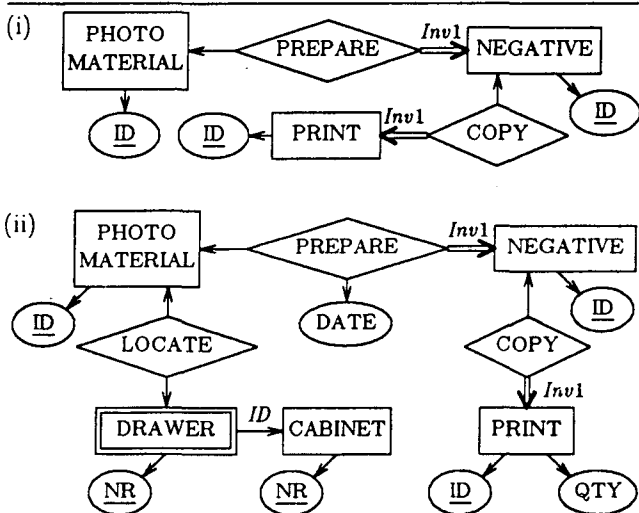 (i)
PHOTO
MATERIAL
PREPARE
Inv1
NEGATIVE
ID
ID
PRINT
Inv1
COPY
ID
(ii)
PHOTO
MATERIAL
PREPARE
Inv1
NEGATIVE
ID
DATE
ID
LOCATE
COPY
Inv1
DRAWER
ID
CABINET
PRINT
NR
NR
ID
QTY